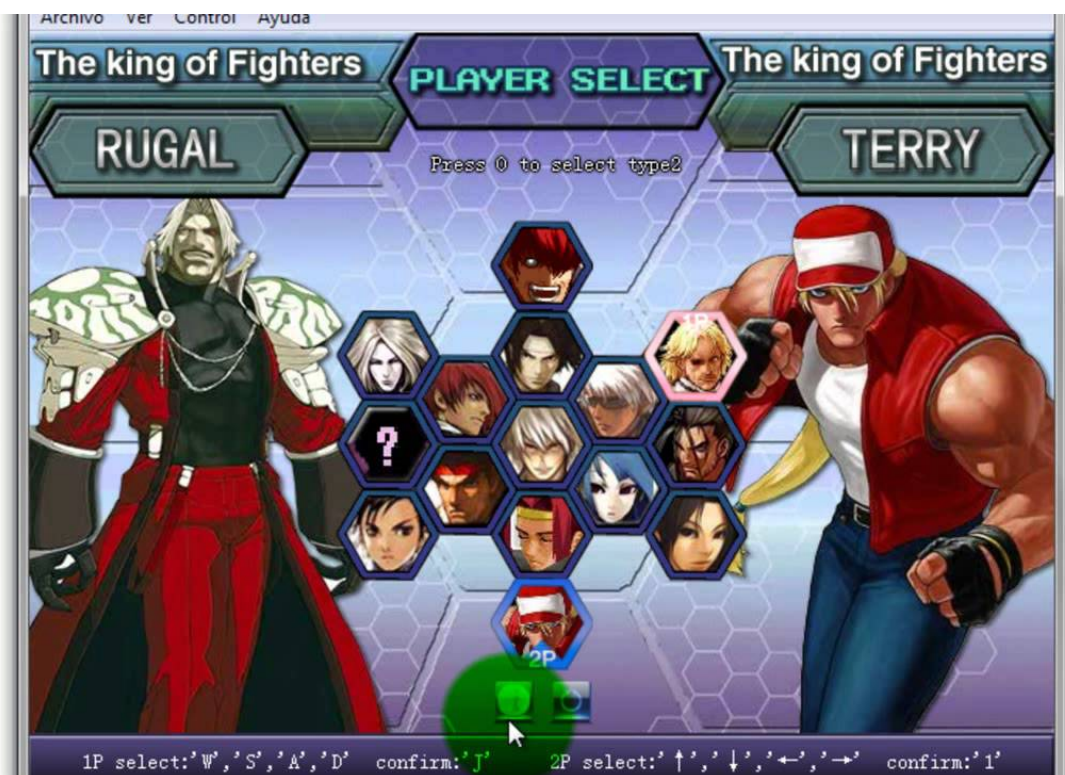 Archivo Ver Control Ayuda
The king of Fighters
PLAYER SELECT
The king of Fighters
RUGAL
TERRY
Press 0 to select type2
1P
?
2P
1P select:'W','S','A','D' confirm:'J' 2P select:'↑','↓','←','→' confirm:'1'